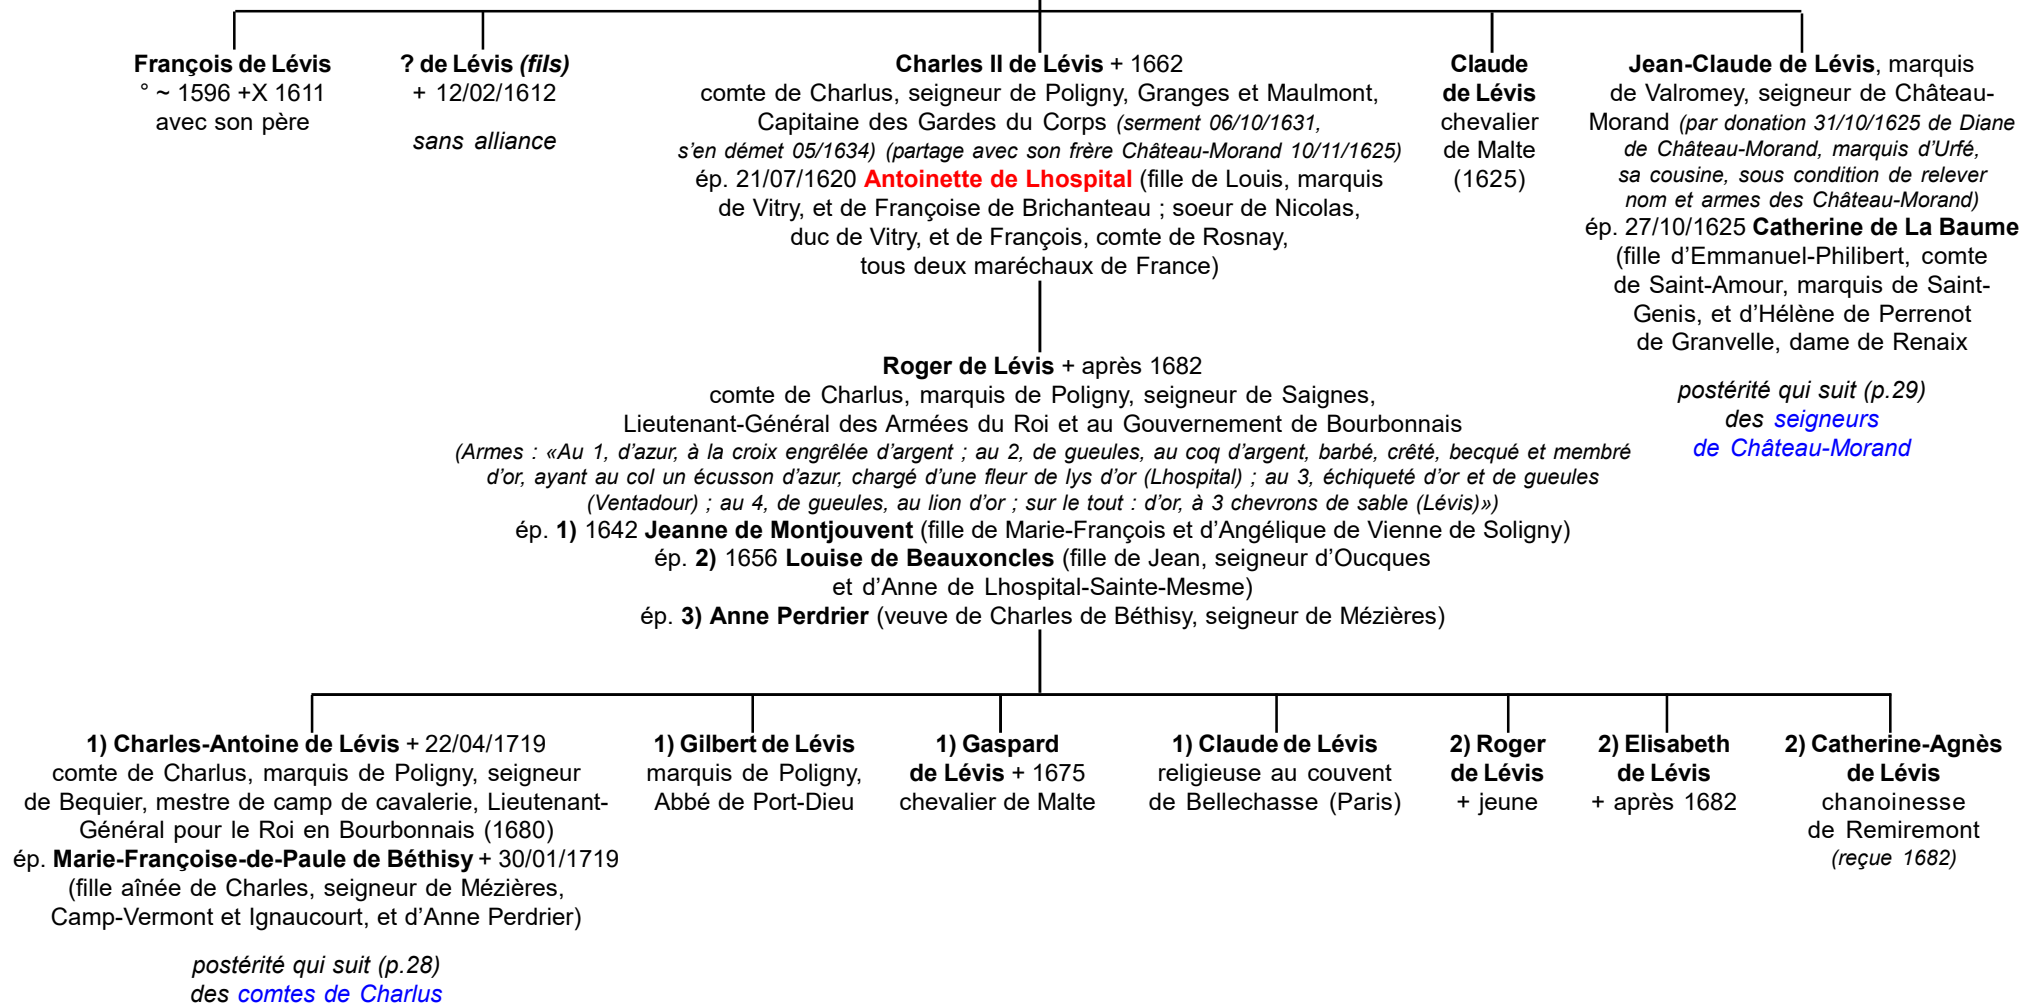 François de Lévis
° ~ 1596 +X 1611
avec son père
? de Lévis (fils)
+ 12/02/1612
sans alliance
Charles II de Lévis + 1662
comte de Charlus, seigneur de Poligny, Granges et Maulmont,
Capitaine des Gardes du Corps (serment 06/10/1631,
s'en démet 05/1634) (partage avec son frère Château-Morand 10/11/1625)
ép. 21/07/1620 Antoinette de Lhospital (fille de Louis, marquis
de Vitry, et de Françoise de Brichanteau ; soeur de Nicolas,
duc de Vitry, et de François, comte de Rosnay,
tous deux maréchaux de France)
Claude
de Lévis
chevalier
de Malte
(1625)
Jean-Claude de Lévis, marquis
de Valromey, seigneur de Château-
Morand (par donation 31/10/1625 de Diane
de Château-Morand, marquis d'Urfé,
sa cousine, sous condition de relever
nom et armes des Château-Morand)
ép. 27/10/1625 Catherine de La Baume
(fille d'Emmanuel-Philibert, comte
de Saint-Amour, marquis de Saint-
Genis, et d'Hélène de Perrenot
de Granvelle, dame de Renaix
postérité qui suit (p.29)
des seigneurs
de Château-Morand
Roger de Lévis + après 1682
comte de Charlus, marquis de Poligny, seigneur de Saignes,
Lieutenant-Général des Armées du Roi et au Gouvernement de Bourbonnais
(Armes : «Au 1, d'azur, à la croix engrêlée d'argent ; au 2, de gueules, au coq d'argent, barbé, crêté, becqué et membré
d'or, ayant au col un écusson d'azur, chargé d'une fleur de lys d'or (Lhospital) ; au 3, échiqueté d'or et de gueules
(Ventadour) ; au 4, de gueules, au lion d'or ; sur le tout : d'or, à 3 chevrons de sable (Lévis)»)
ép. 1) 1642 Jeanne de Montjouvent (fille de Marie-François et d'Angélique de Vienne de Soligny)
ép. 2) 1656 Louise de Beauxoncles (fille de Jean, seigneur d'Oucques
et d'Anne de Lhospital-Sainte-Mesme)
ép. 3) Anne Perdrier (veuve de Charles de Béthisy, seigneur de Mézières)
1) Charles-Antoine de Lévis + 22/04/1719
comte de Charlus, marquis de Poligny, seigneur
de Bequier, mestre de camp de cavalerie, Lieutenant-
Général pour le Roi en Bourbonnais (1680)
ép. Marie-Françoise-de-Paule de Béthisy + 30/01/1719
(fille aînée de Charles, seigneur de Mézières,
Camp-Vermont et Ignaucourt, et d'Anne Perdrier)
postérité qui suit (p.28)
des comtes de Charlus
1) Gilbert de Lévis
marquis de Poligny,
Abbé de Port-Dieu
1) Gaspard
de Lévis + 1675
chevalier de Malte
1) Claude de Lévis
religieuse au couvent
de Bellechasse (Paris)
2) Roger
de Lévis
+ jeune
2) Elisabeth
de Lévis
+ après 1682
2) Catherine-Agnès
de Lévis
chanoinesse
de Remiremont
(reçue 1682)